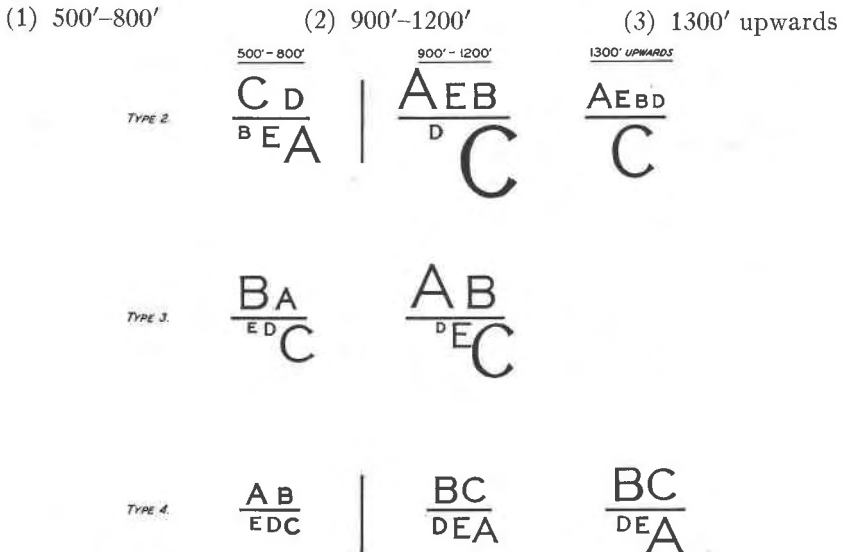 (1) 500′–800′ (2) 900′–1200′ (3) 1300′ upwards
500′ – 800′ 900′ – 1200′ 1300′ UPWARDS
C D A E B A E B D
TYPE 2.
B E A D C C
B A A B
TYPE 3.
E D C D E C
A B B C B C
TYPE 4.
E D C D E A D E A